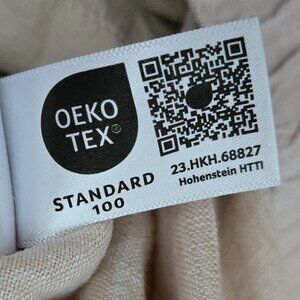 OEKO
TEX®
STANDARD
100
23.HKH.68827
Hohenstein HTTI